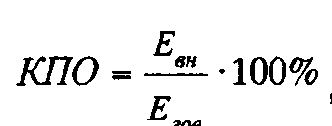 КПО = Eвн / E · 100% ,